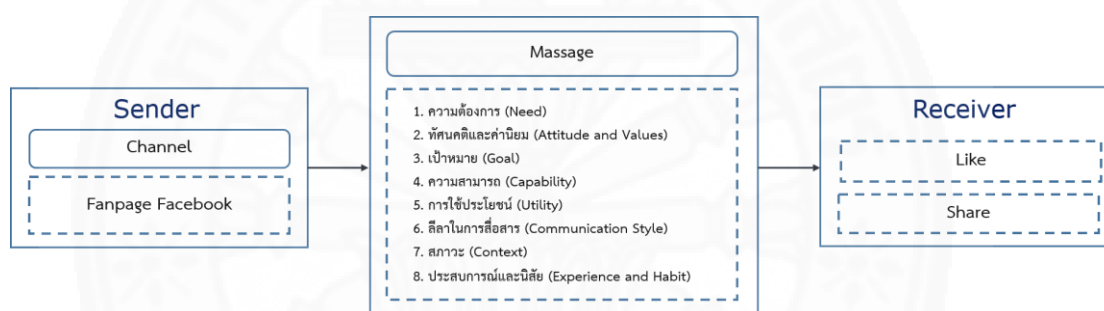 Sender
Channel
Fanpage Facebook
Massage
1. ความต้องการ (Need)
2. ทัศนคติและค่านิยม (Attitude and Values)
3. เป้าหมาย (Goal)
4. ความสามารถ (Capability)
5. การใช้ประโยชน์ (Utility)
6. ลีลาในการสื่อสาร (Communication Style)
7. สภาวะ (Context)
8. ประสบการณ์และนิสัย (Experience and Habit)
Receiver
Like
Share